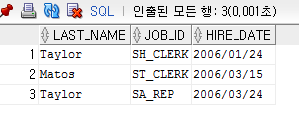 SQL | 인출된 모든 행: 3(0,001초)
LAST_NAME JOB_ID HIRE_DATE
1 Taylor SH_CLERK 2006/01/24
2 Matos ST_CLERK 2006/03/15
3 Taylor SA_REP 2006/03/24